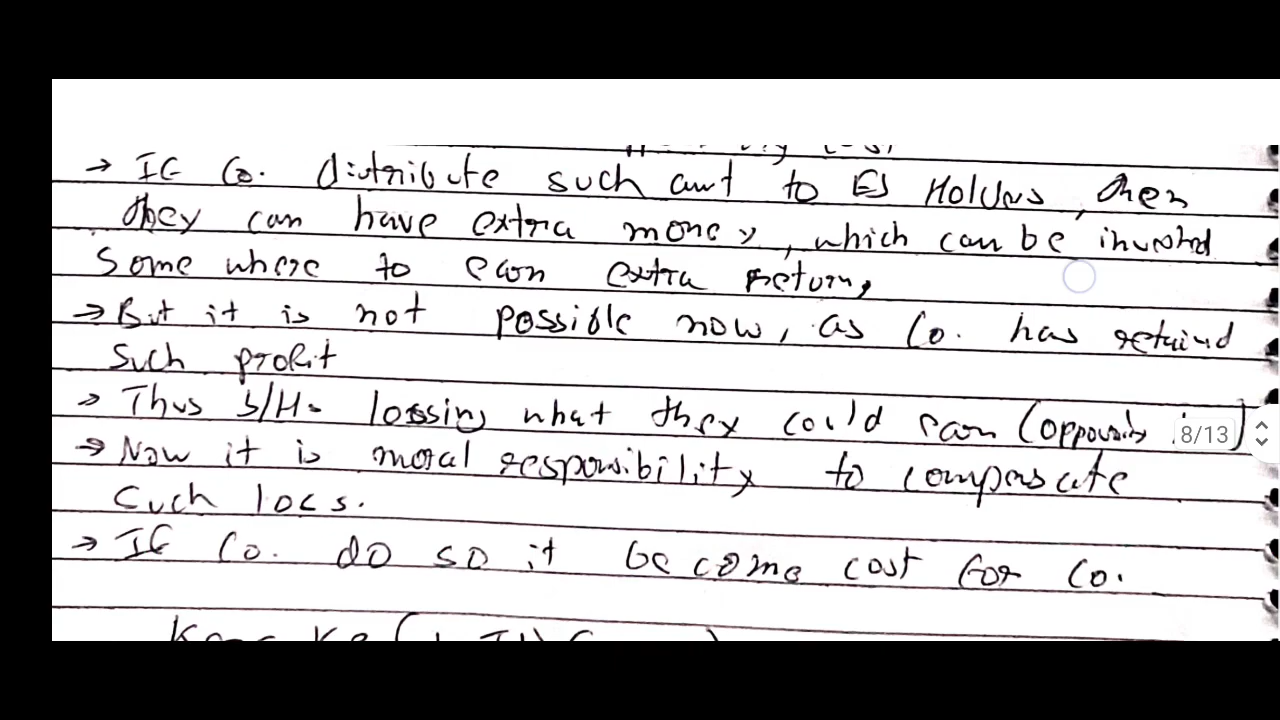 → If Co. distribute such amt to ES Holders, then
they can have extra money, which can be invested
Some where to earn extra return,
→ But it is not possible now, as Co. has retaind
Such profit
→ Thus S/H- lossing what they could earn (
8/13
→ Now it is moral responsibility to compensate
Such loss.
→ If Co. do so it become cost for Co.